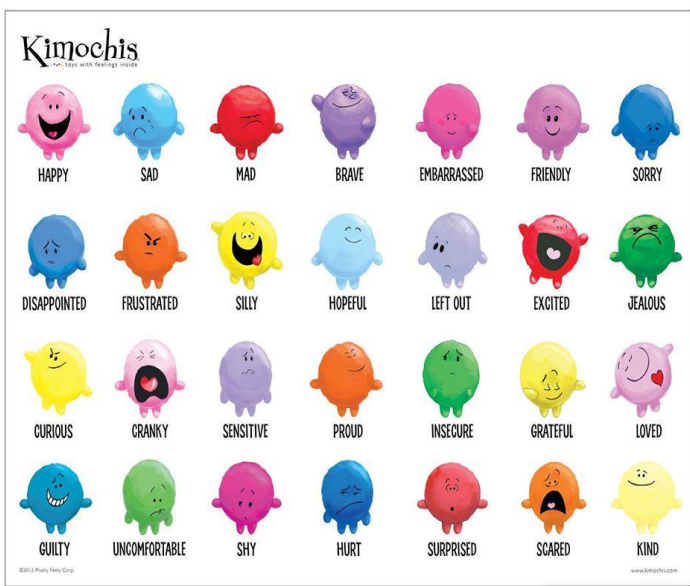 Kimochis
toys with feelings inside
HAPPY SAD MAD BRAVE EMBARRASSED FRIENDLY SORRY
DISAPPOINTED FRUSTRATED SILLY HOPEFUL LEFT OUT EXCITED JEALOUS
CURIOUS CRANKY SENSITIVE PROUD INSECURE GRATEFUL LOVED
GUILTY UNCOMFORTABLE SHY HURT SURPRISED SCARED KIND
©2012 Plushy Feely Corp. www.kimochis.com